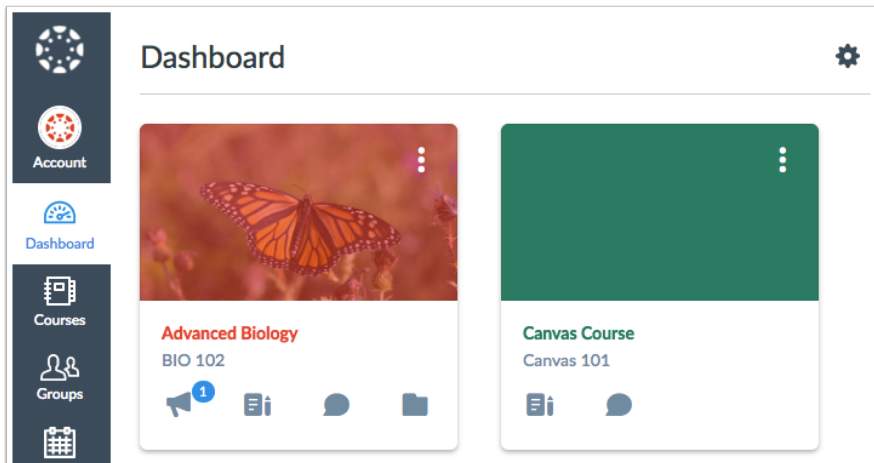 Dashboard
Account
Dashboard
Courses
Groups
Advanced Biology
BIO 102
1
Canvas Course
Canvas 101